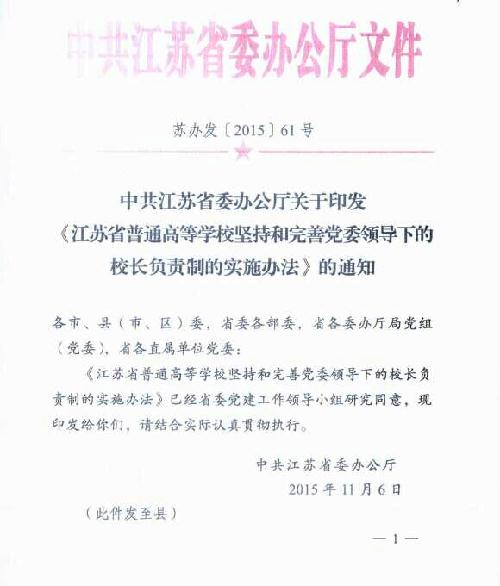 中共江苏省委办公厅文件
苏办发〔2015〕61号
中共江苏省委办公厅关于印发
《江苏省普通高等学校坚持和完善党委领导下的
校长负责制的实施办法》的通知
各市、县（市、区）委，省委各部委，省各委办厅局党组
（党委），省各直属单位党委：
《江苏省普通高等学校坚持和完善党委领导下的校长负
责制的实施办法》已经省委党建工作领导小组研究同意，现
印发给你们，请结合实际认真贯彻执行。
中共江苏省委办公厅
2015年11月6日
（此件发至县）
— 1 —